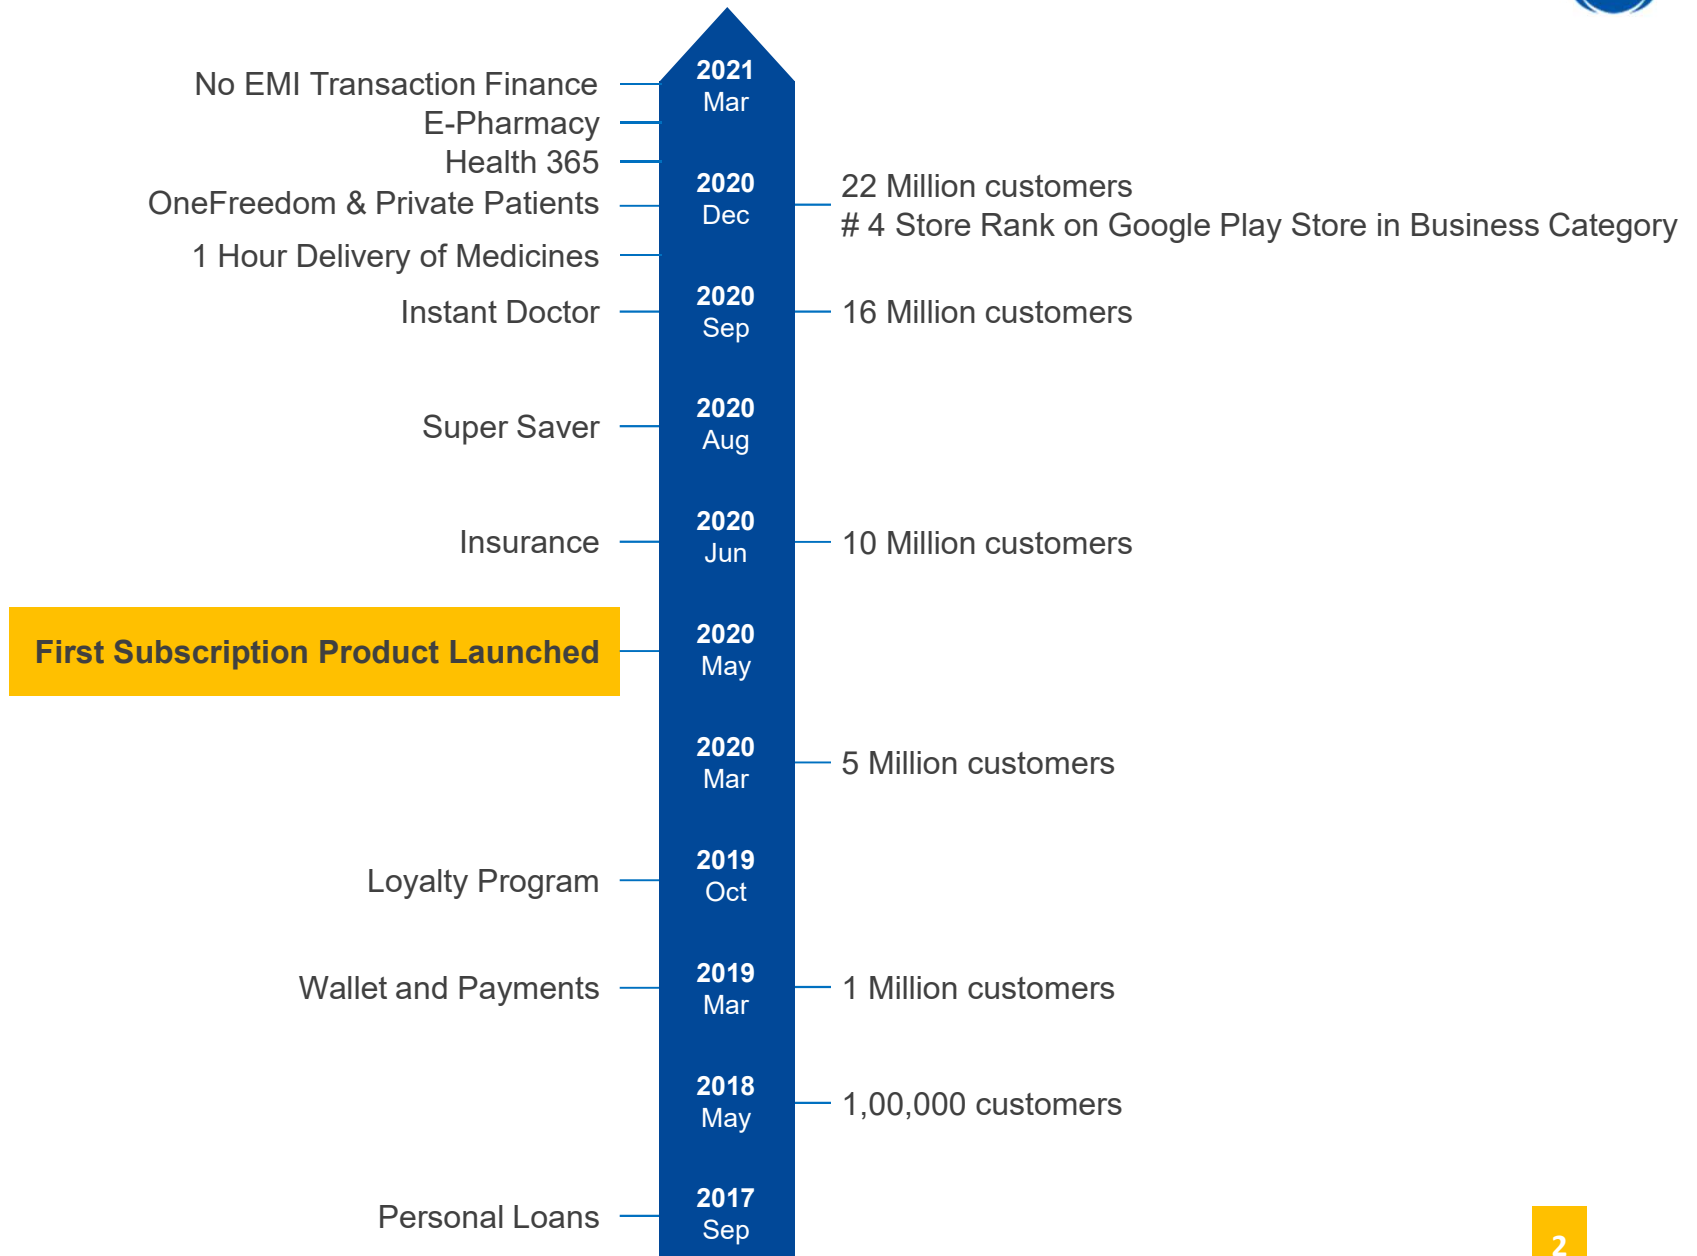 2021
Mar
No EMI Transaction Finance
E-Pharmacy
Health 365
2020
Dec
OneFreedom & Private Patients
22 Million customers
# 4 Store Rank on Google Play Store in Business Category
1 Hour Delivery of Medicines
2020
Sep
Instant Doctor
16 Million customers
2020
Aug
Super Saver
2020
Jun
Insurance
10 Million customers
2020
May
First Subscription Product Launched
2020
Mar
5 Million customers
2019
Oct
Loyalty Program
2019
Mar
Wallet and Payments
1 Million customers
2018
May
1,00,000 customers
2017
Sep
Personal Loans
2